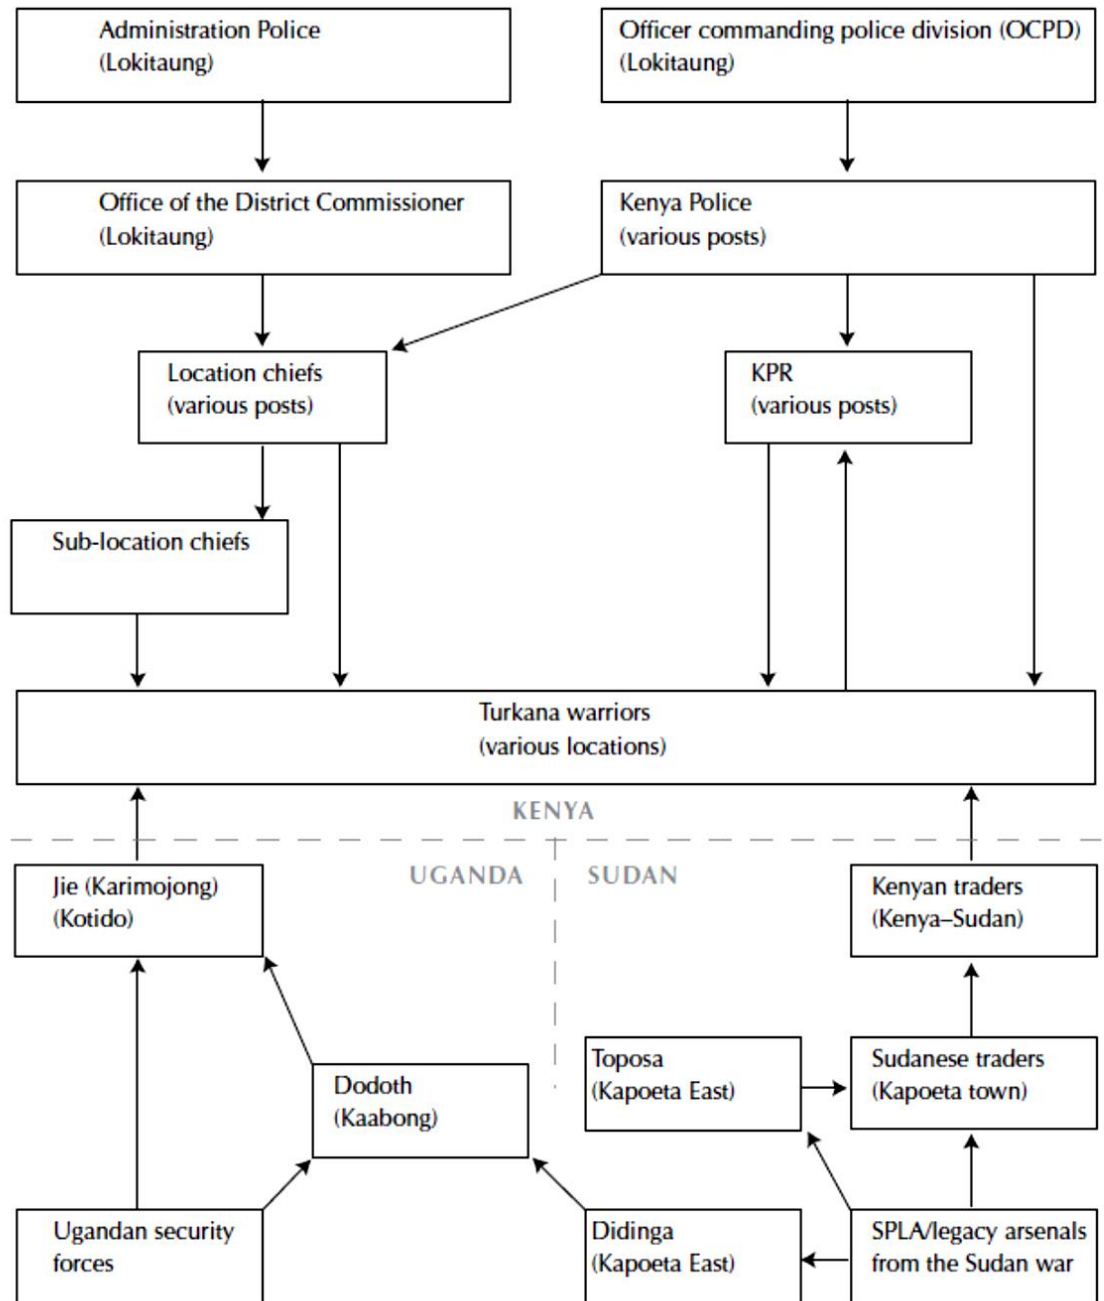 Administration Police
(Lokitaung)
Officer commanding police division (OCPD)
(Lokitaung)
Office of the District Commissioner
(Lokitaung)
Kenya Police
(various posts)
Location chiefs
(various posts)
KPR
(various posts)
Sub-location chiefs
Turkana warriors
(various locations)
KENYA
UGANDA
SUDAN
Jie (Karimojong)
(Kotido)
Kenyan traders
(Kenya–Sudan)
Dodoth
(Kaabong)
Toposa
(Kapoeta East)
Sudanese traders
(Kapoeta town)
Ugandan security
forces
Didinga
(Kapoeta East)
SPLA/legacy arsenals
from the Sudan war